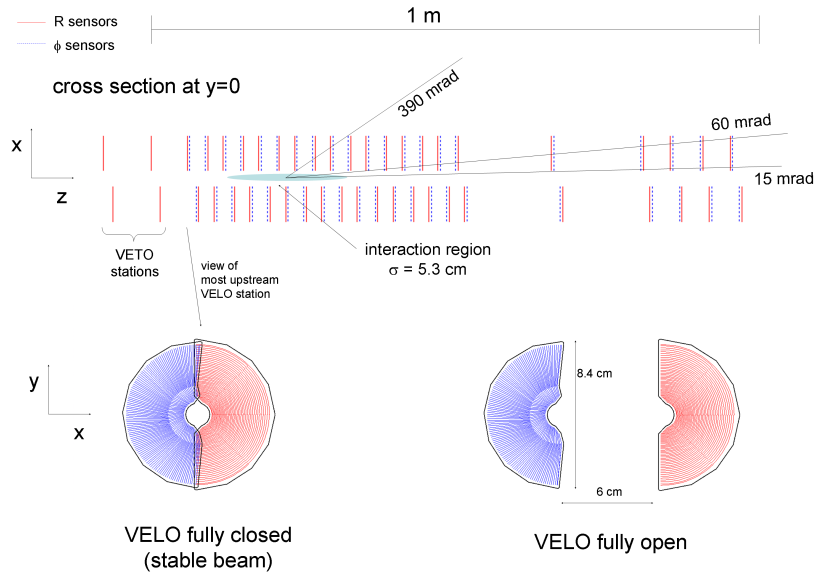 R sensors
ϕ sensors
1 m
cross section at y=0
390 mrad
60 mrad
15 mrad
x
z
VETO
stations
view of
most upstream
VELO station
interaction region
σ = 5.3 cm
y
x
8.4 cm
6 cm
VELO fully closed
(stable beam)
VELO fully open